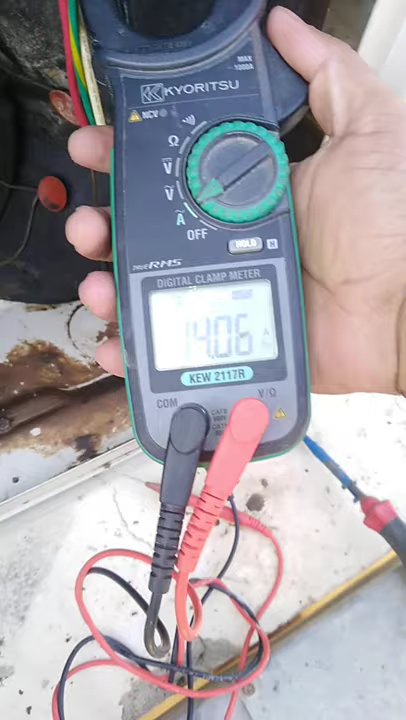 MAX
1000A
KYORITSU
NCV
Ω
V
Ṽ
Ã
OFF
HOLD
TRUE RMS
DIGITAL CLAMP METER
14.06
A
KEW 2117R
COM
V/Ω